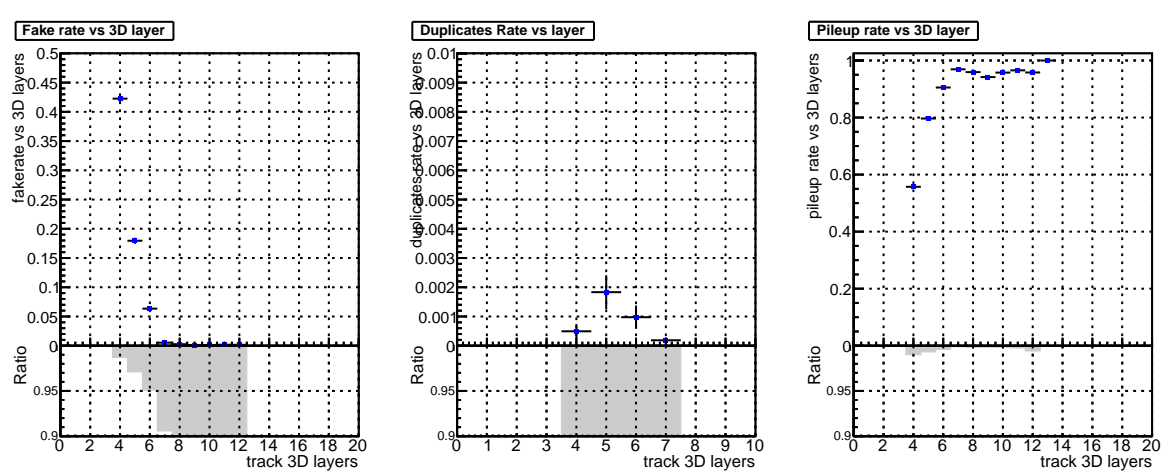 Fake rate vs 3D layer
fakerate vs 3D layers
0.5
0.45
0.4
0.35
0.3
0.25
0.2
0.15
0.1
0.05
0
Ratio
0.95
0.9
0 2 4 6 8 10 12 14 16 18 20
track 3D layers
Duplicates Rate vs layer
duplicates rate vs 3D layers
0.01
0.009
0.008
0.007
0.006
0.005
0.004
0.003
0.002
0.001
0
Ratio
0.95
0.9
0 1 2 3 4 5 6 7 8 9 10
track 3D layers
Pileup rate vs 3D layer
pileup rate vs 3D layers
1
0.8
0.6
0.4
0.2
0
Ratio
0.95
0.9
0 2 4 6 8 10 12 14 16 18 20
track 3D layers